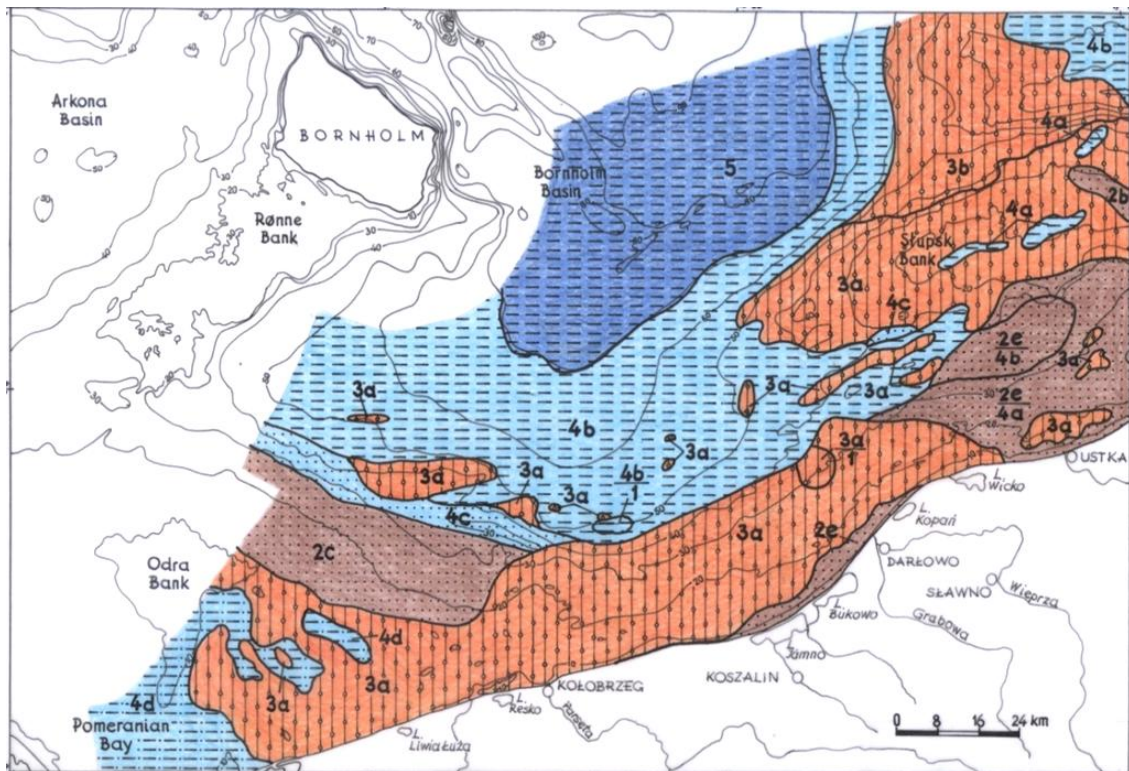 Arkona
Basin
BORNHOLM
Rønne
Bank
Bornholm
Basin
5
4b
4a
3b
2b
4a
Słupsk
Bank
3a
4c
2e
4b
3a
2e
4a
3a
USTKA
L.
Wicko
L.
Kopań
3a
3a
3a
1
3a
4b
3a
4b
1
3a
3a
3a
4c
2c
3a
2e
DARŁOWO
SŁAWNO
Wieprza
L.
Bukowo
Grabowa
Jamno
KOSZALIN
Odra
Bank
4d
3a
3a
4d
Pomeranian
Bay
KOŁOBRZEG
L.
Resko
Parsęta
L.
Liwia Łuża
0 8 16 24 km